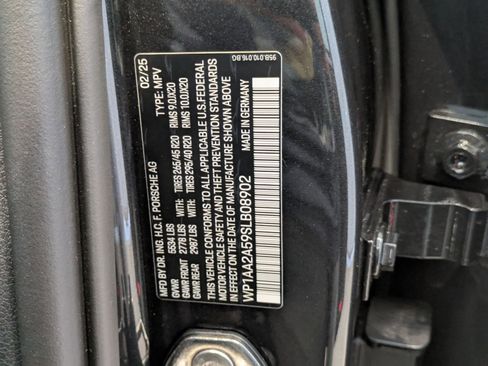 95B.010.016.BG
MFD BY DR. ING. H.C. F. PORSCHE AG 02/25
GVWR 5534 LBS TYPE: MPV
GAWR FRONT 2778 LBS WITH: TIRES 265/45 R20 RIMS 9.0JX20
GAWR REAR 2987 LBS WITH: TIRES 295/40 R20 RIMS 10.0JX20
THIS VEHICLE CONFORMS TO ALL APPLICABLE U.S. FEDERAL
MOTOR VEHICLE SAFETY AND THEFT PREVENTION STANDARDS
IN EFFECT ON THE DATE OF MANUFACTURE SHOWN ABOVE
WP1AA2A59SLB08902 MADE IN GERMANY